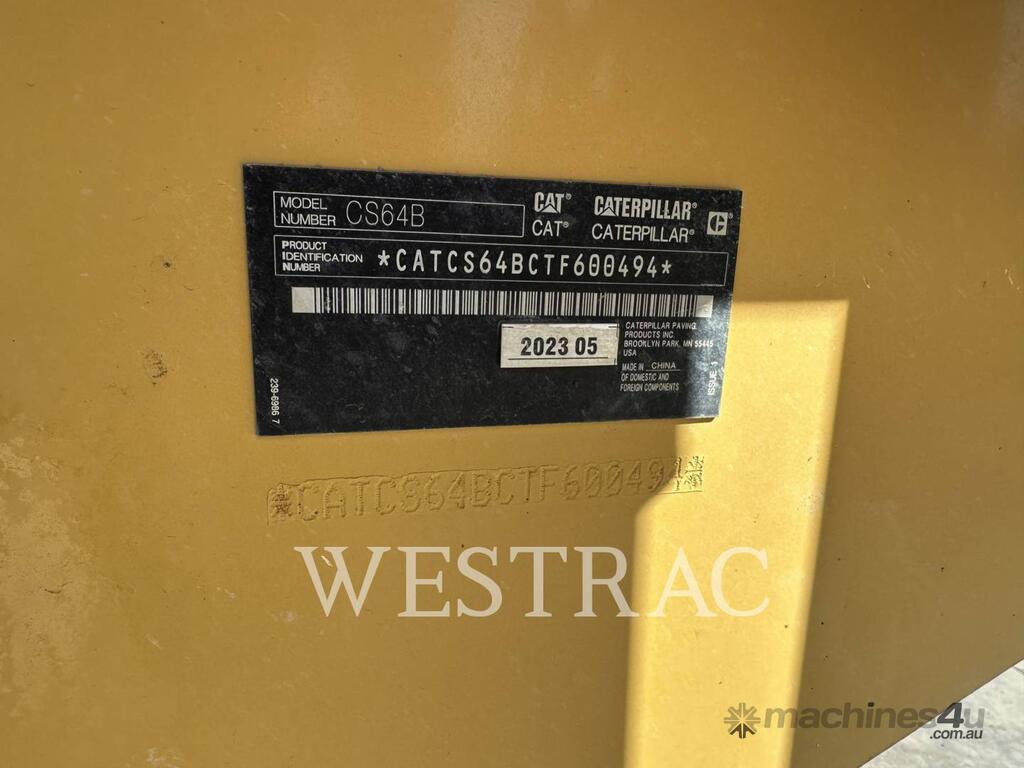 MODEL
NUMBER
CS64B
CAT®
CAT®
CATERPILLAR®
CATERPILLAR®
C®
PRODUCT
IDENTIFICATION
NUMBER
*CATCS64BCTF600494*
2023 05
CATERPILLAR PAVING
PRODUCTS INC.
BROOKLYN PARK, MN 55445
USA
MADE IN CHINA
OF DOMESTIC AND
FOREIGN COMPONENTS
ISSUE 1
239-6986 7
*CATCS64BCTF600494*
WESTRAC
machines4u
.com.au